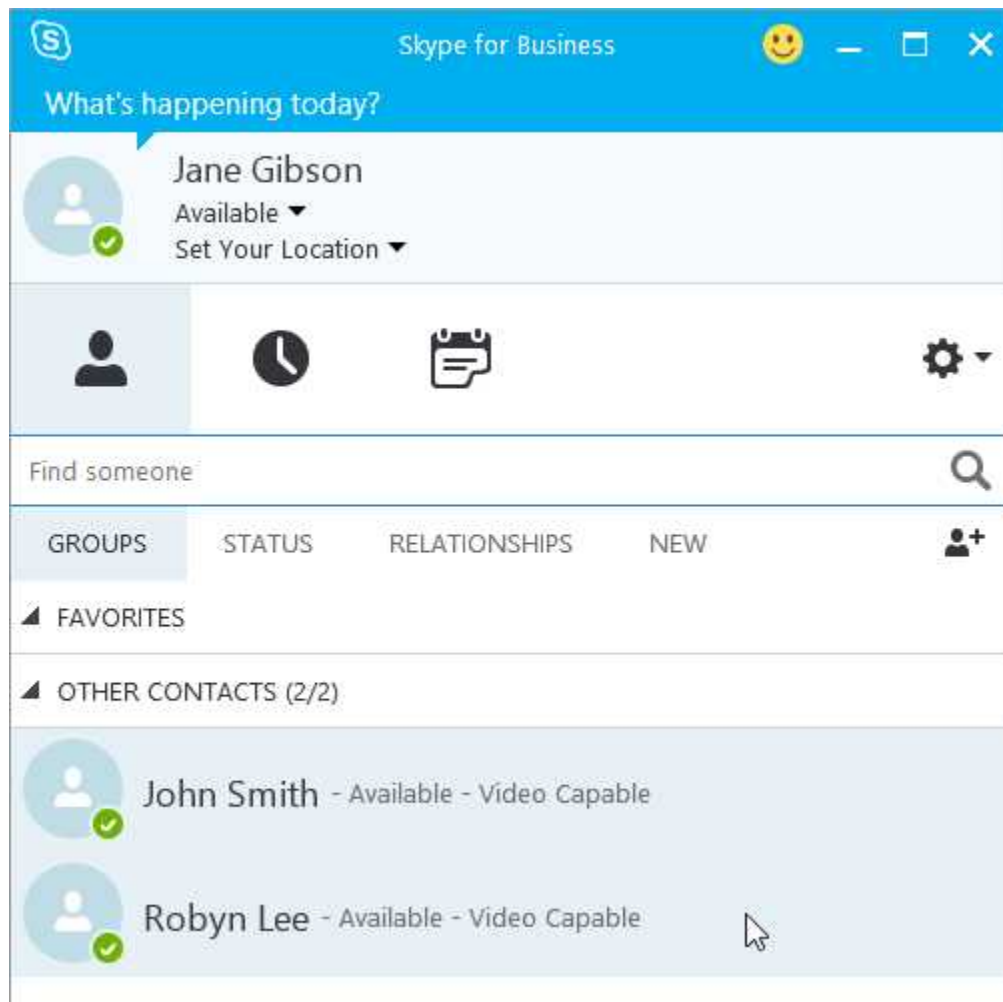 Skype for Business
What's happening today?
Jane Gibson
Available
Set Your Location
Find someone
GROUPS STATUS RELATIONSHIPS NEW
FAVORITES
OTHER CONTACTS (2/2)
John Smith - Available - Video Capable
Robyn Lee - Available - Video Capable